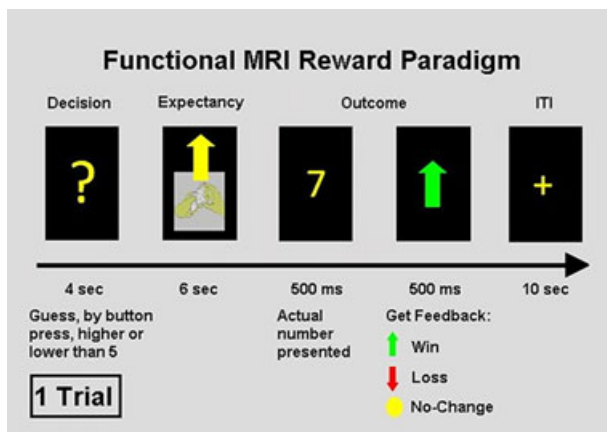 Functional MRI Reward Paradigm
Decision Expectancy Outcome ITI
? 7 +
4 sec 6 sec 500 ms 500 ms 10 sec
Guess, by button
press, higher or
lower than 5
Actual
number
presented
Get Feedback:
Win
Loss
No-Change
1 Trial